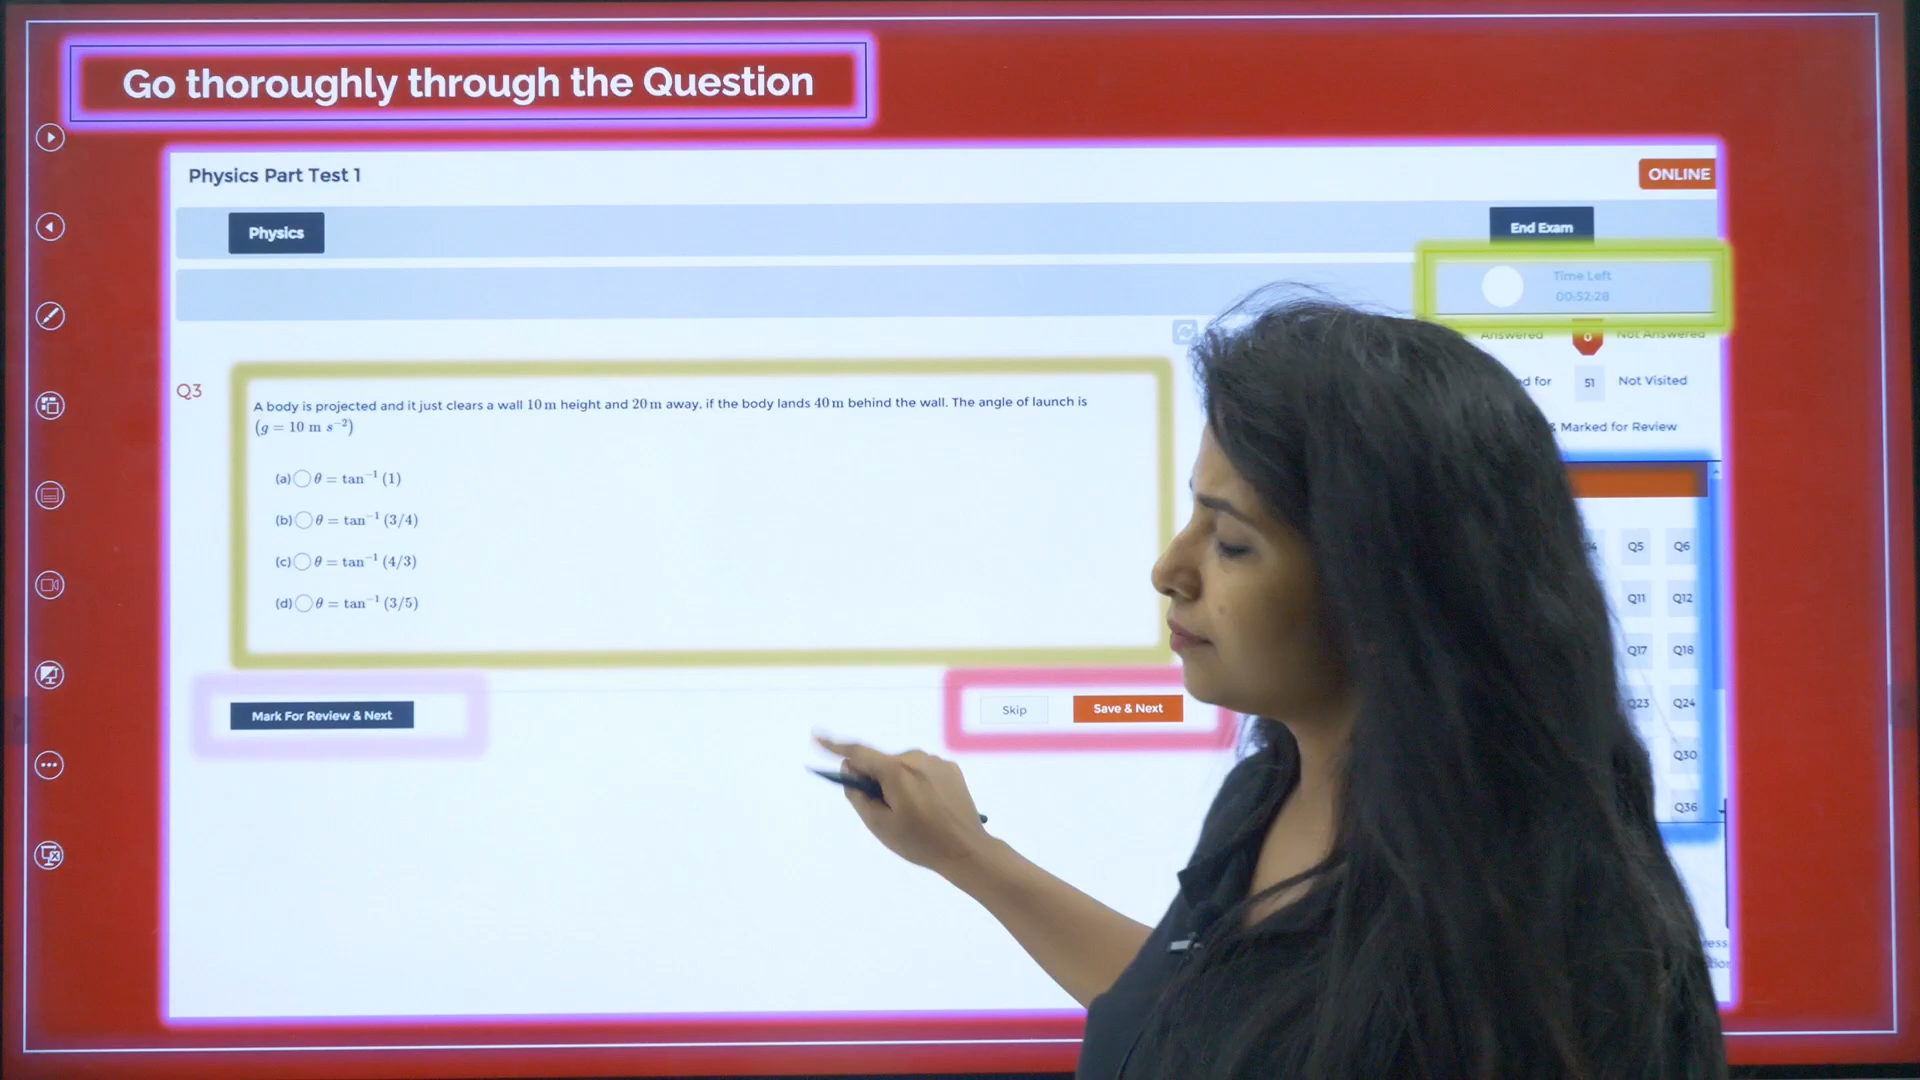 Go thoroughly through the Question
Physics Part Test 1
ONLINE
Physics
End Exam
Time Left
00:52:28
Answered
0
Not Answered
Q3
A body is projected and it just clears a wall 10 m height and 20 m away, if the body lands 40 m behind the wall. The angle of launch is
(g = 10 m s⁻²)
(a) θ = tan⁻¹ (1)
(b) θ = tan⁻¹ (3/4)
(c) θ = tan⁻¹ (4/3)
(d) θ = tan⁻¹ (3/5)
for
51
Not Visited
& Marked for Review
Q5
Q6
Q11
Q12
Q17
Q18
Q23
Q24
Q30
Q36
Mark For Review & Next
Skip
Save & Next